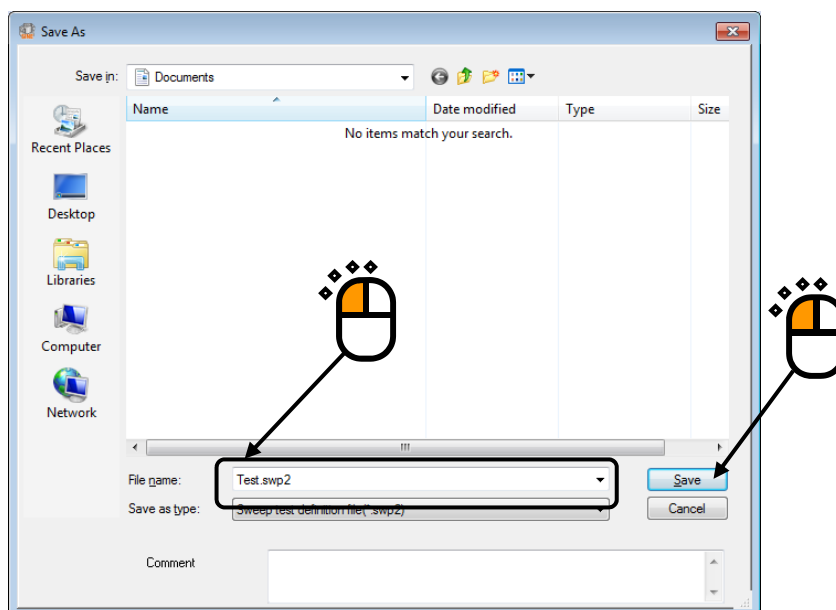 Save As
Save in:
Documents
Name Date modified Type Size
No items match your search.
Recent Places
Desktop
Libraries
Computer
Network
File name: Test.swp2 Save
Save as type: Sweep test definition file(*.swp2) Cancel
Comment